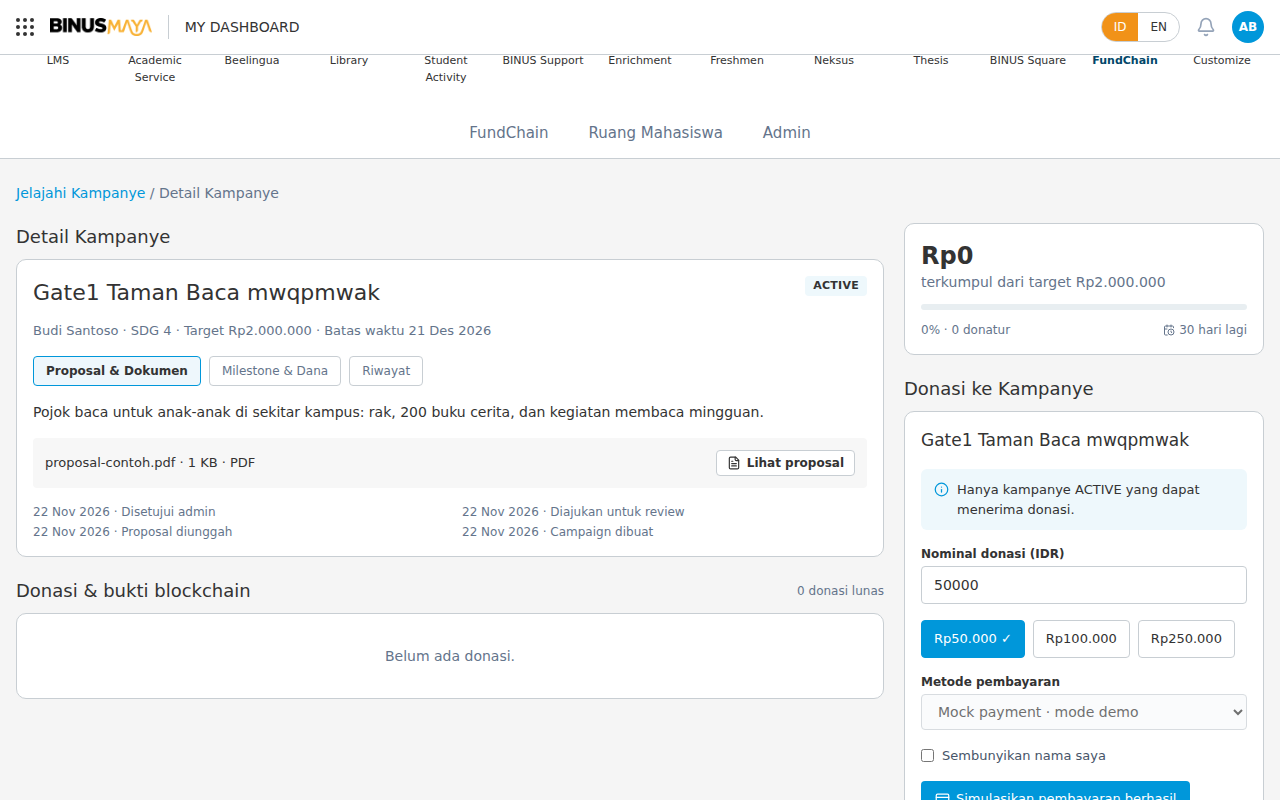 BINUSMAYA
MY DASHBOARD
ID
EN
AB
LMS
Academic Service
Beelingua
Library
Student Activity
BINUS Support
Enrichment
Freshmen
Neksus
Thesis
BINUS Square
FundChain
Customize
FundChain
Ruang Mahasiswa
Admin
Jelajahi Kampanye / Detail Kampanye
Detail Kampanye
Gate1 Taman Baca mwqpmwak
ACTIVE
Budi Santoso · SDG 4 · Target Rp2.000.000 · Batas waktu 21 Des 2026
Proposal & Dokumen
Milestone & Dana
Riwayat
Pojok baca untuk anak-anak di sekitar kampus: rak, 200 buku cerita, dan kegiatan membaca mingguan.
proposal-contoh.pdf · 1 KB · PDF
Lihat proposal
22 Nov 2026 · Disetujui admin
22 Nov 2026 · Diajukan untuk review
22 Nov 2026 · Proposal diunggah
22 Nov 2026 · Campaign dibuat
Donasi & bukti blockchain
0 donasi lunas
Belum ada donasi.
Rp0
terkumpul dari target Rp2.000.000
0% · 0 donatur
30 hari lagi
Donasi ke Kampanye
Gate1 Taman Baca mwqpmwak
Hanya kampanye ACTIVE yang dapat
menerima donasi.
Nominal donasi (IDR)
50000
Rp50.000 ✓
Rp100.000
Rp250.000
Metode pembayaran
Mock payment · mode demo
Sembunyikan nama saya
Simulasikan pembayaran berhasil